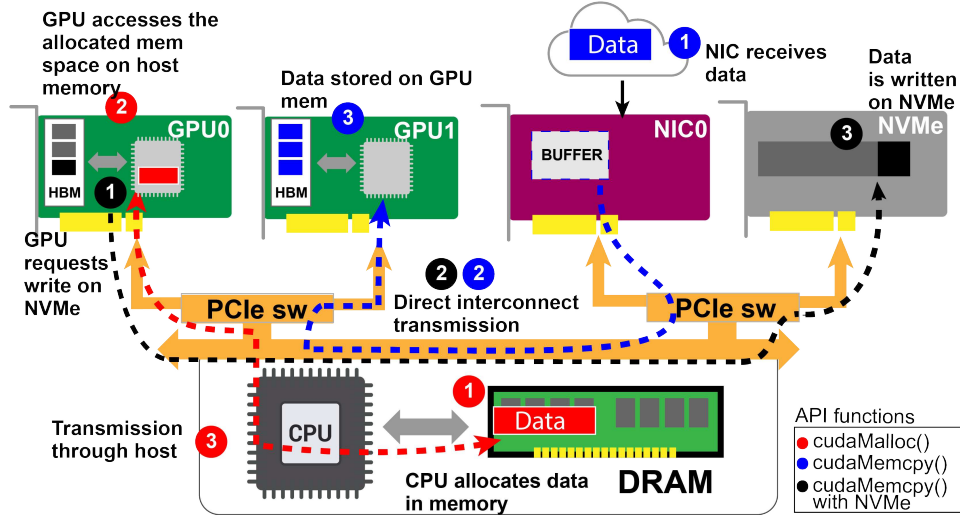 GPU accesses the
allocated mem
space on host
memory
2
GPU0
HBM
1
GPU
requests
write on
NVMe
Data stored on GPU
mem
3
GPU1
HBM
Data
1
NIC receives
data
NIC0
BUFFER
Data
is written
on NVMe
NVMe
3
PCIe sw
2 2
Direct interconnect
transmission
PCIe sw
Transmission
through host
3
CPU
1
Data
CPU allocates data
in memory
DRAM
API functions
cudaMalloc()
cudaMemcpy()
cudaMemcpy()
with NVMe